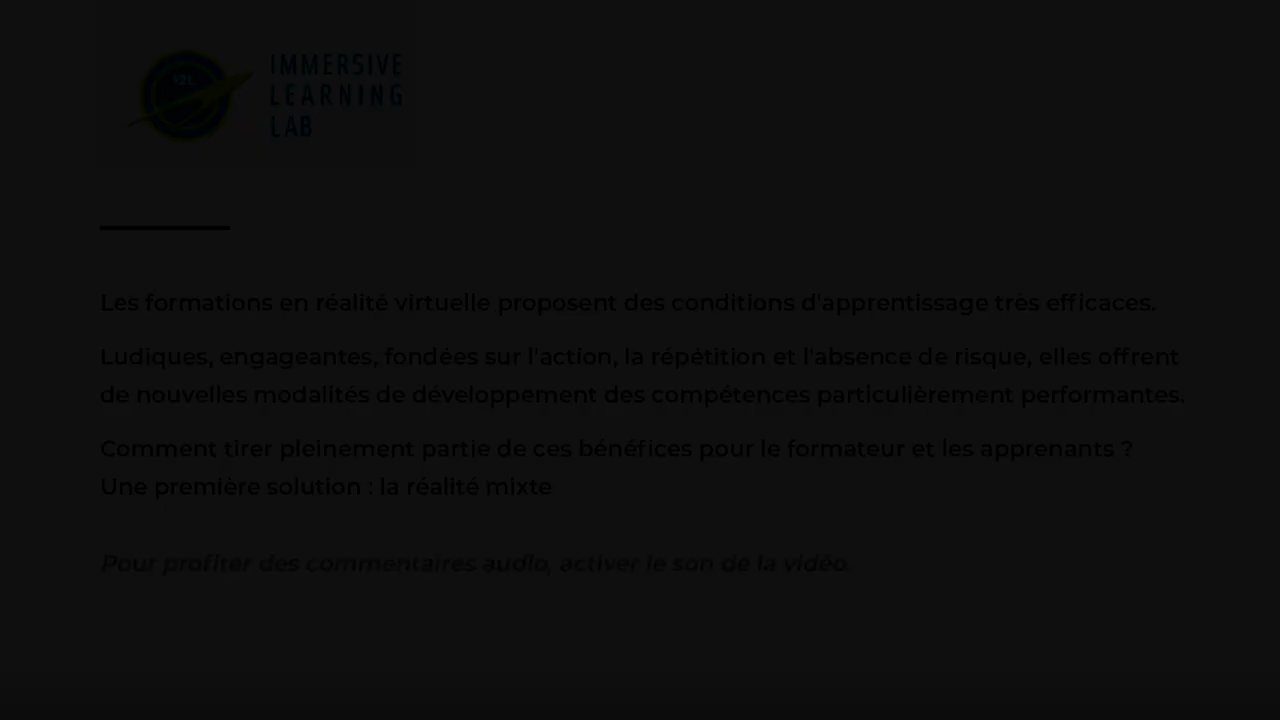 IMMERSIVE
LEARNING
LAB
Les formations en réalité virtuelle proposent des conditions d'apprentissage très efficaces.
Ludiques, engageantes, fondées sur l'action, la répétition et l'absence de risque, elles offrent
de nouvelles modalités de développement des compétences particulièrement performantes.
Comment tirer pleinement partie de ces bénéfices pour le formateur et les apprenants ?
Une première solution : la réalité mixte
Pour profiter des commentaires audio, activer le son de la vidéo.